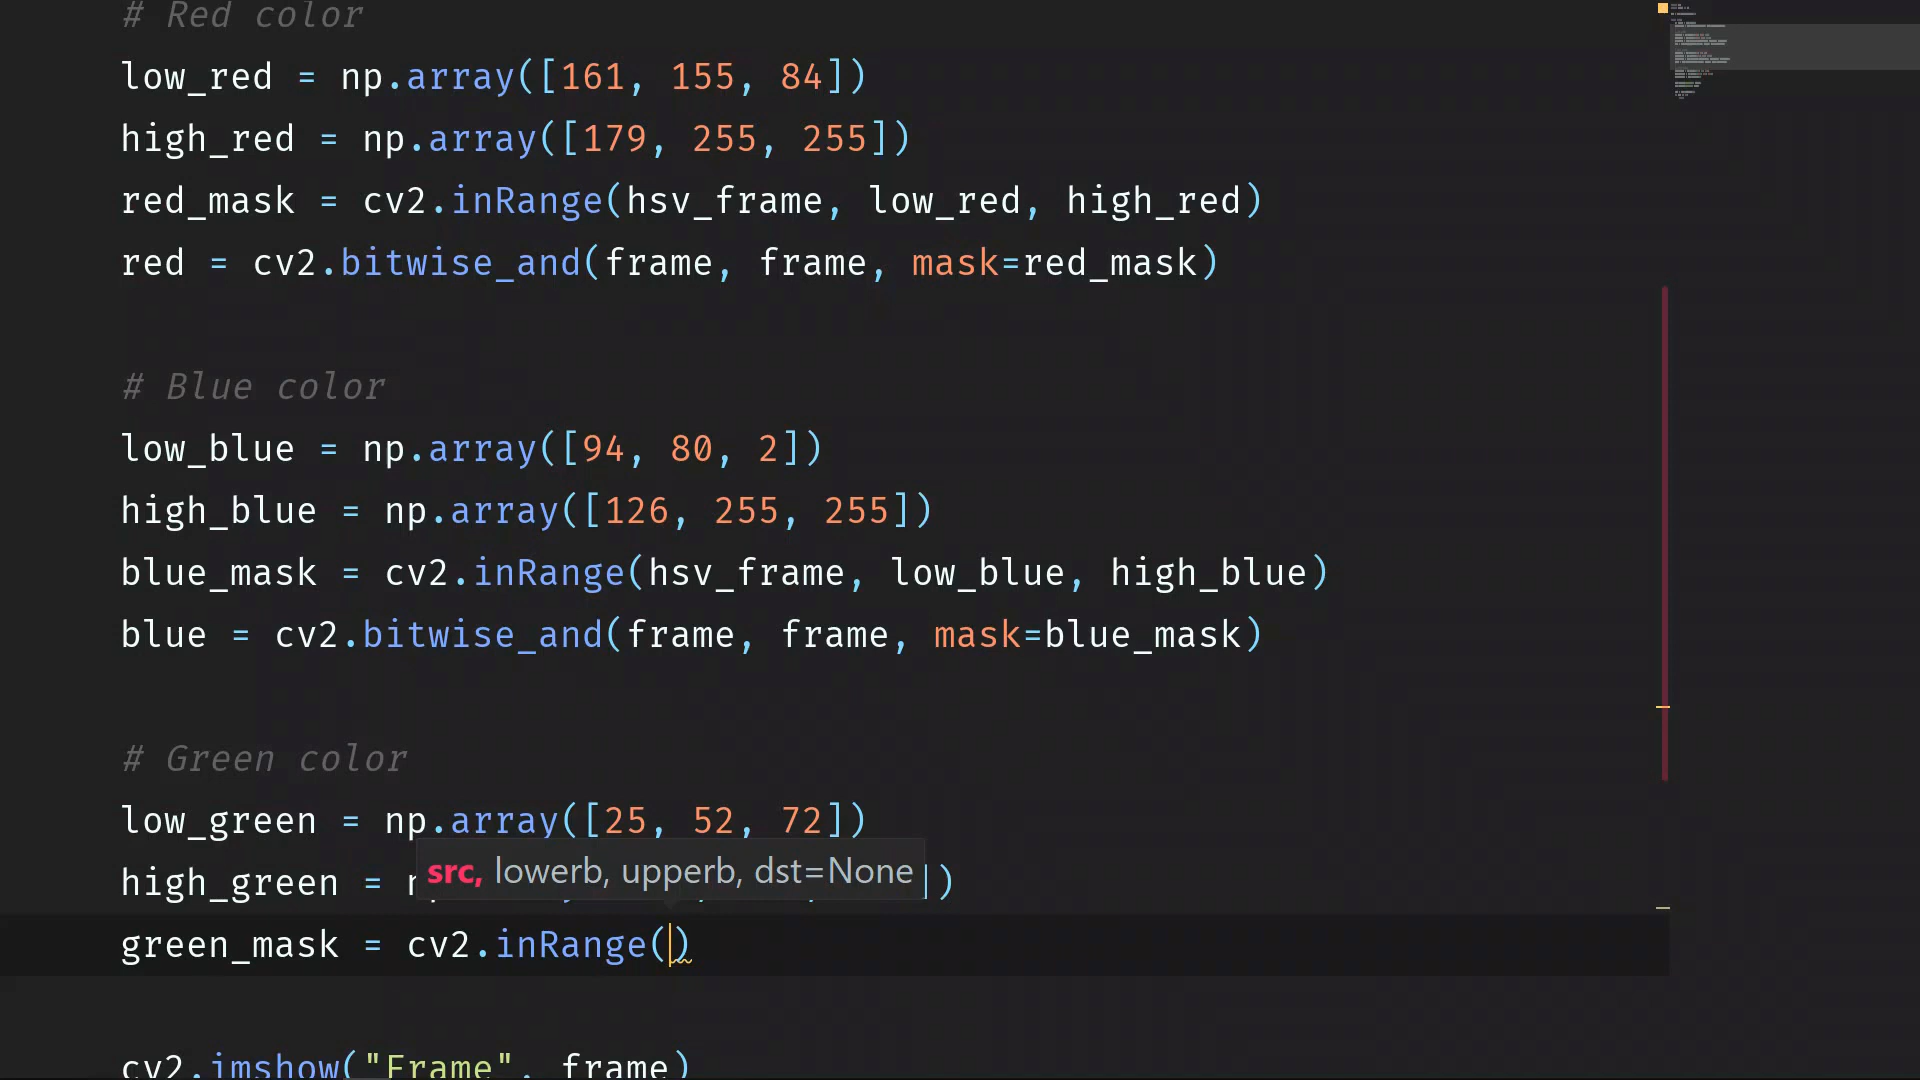 # Red color
low_red = np.array([161, 155, 84])
high_red = np.array([179, 255, 255])
red_mask = cv2.inRange(hsv_frame, low_red, high_red)
red = cv2.bitwise_and(frame, frame, mask=red_mask)
# Blue color
low_blue = np.array([94, 80, 2])
high_blue = np.array([126, 255, 255])
blue_mask = cv2.inRange(hsv_frame, low_blue, high_blue)
blue = cv2.bitwise_and(frame, frame, mask=blue_mask)
# Green color
low_green = np.array([25, 52, 72])
src, lowerb, upperb, dst=None
high_green = n ])
green_mask = cv2.inRange()
cv2.imshow("Frame", frame)